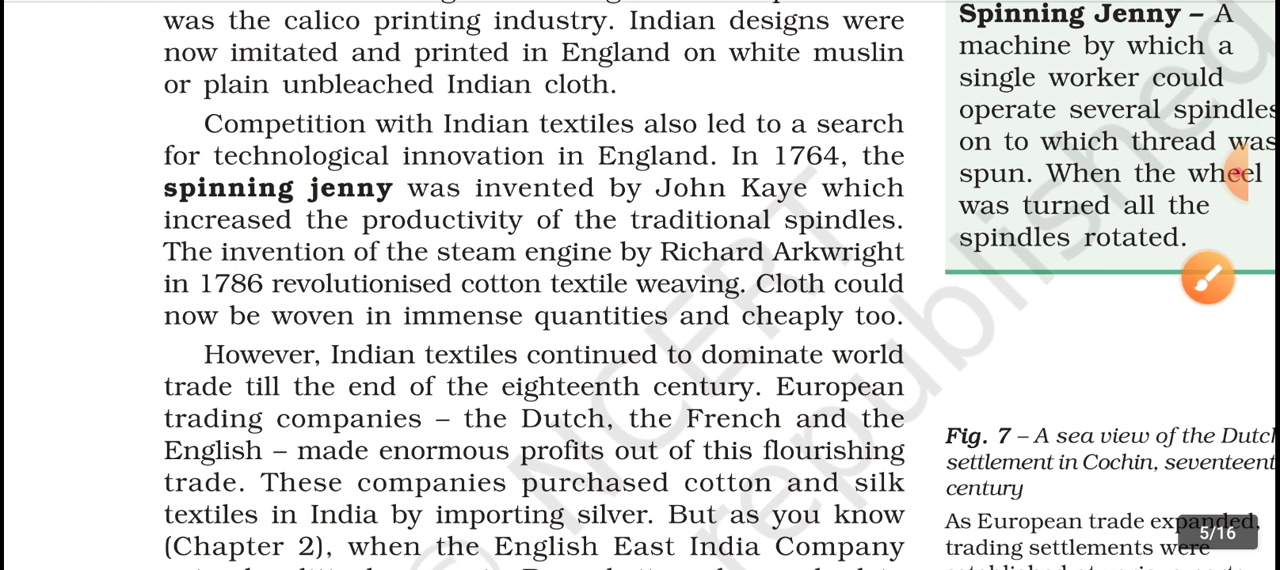 was the calico printing industry. Indian designs were
now imitated and printed in England on white muslin
or plain unbleached Indian cloth.
Competition with Indian textiles also led to a search
for technological innovation in England. In 1764, the
spinning jenny was invented by John Kaye which
increased the productivity of the traditional spindles.
The invention of the steam engine by Richard Arkwright
in 1786 revolutionised cotton textile weaving. Cloth could
now be woven in immense quantities and cheaply too.
However, Indian textiles continued to dominate world
trade till the end of the eighteenth century. European
trading companies – the Dutch, the French and the
English – made enormous profits out of this flourishing
trade. These companies purchased cotton and silk
textiles in India by importing silver. But as you know
(Chapter 2), when the English East India Company
Spinning Jenny – A
machine by which a
single worker could
operate several spindles
on to which thread was
spun. When the wheel
was turned all the
spindles rotated.
Fig. 7 – A sea view of the Dutch
settlement in Cochin, seventeent
century
As European trade expanded,
trading settlements were
5/16
NCERT
republished